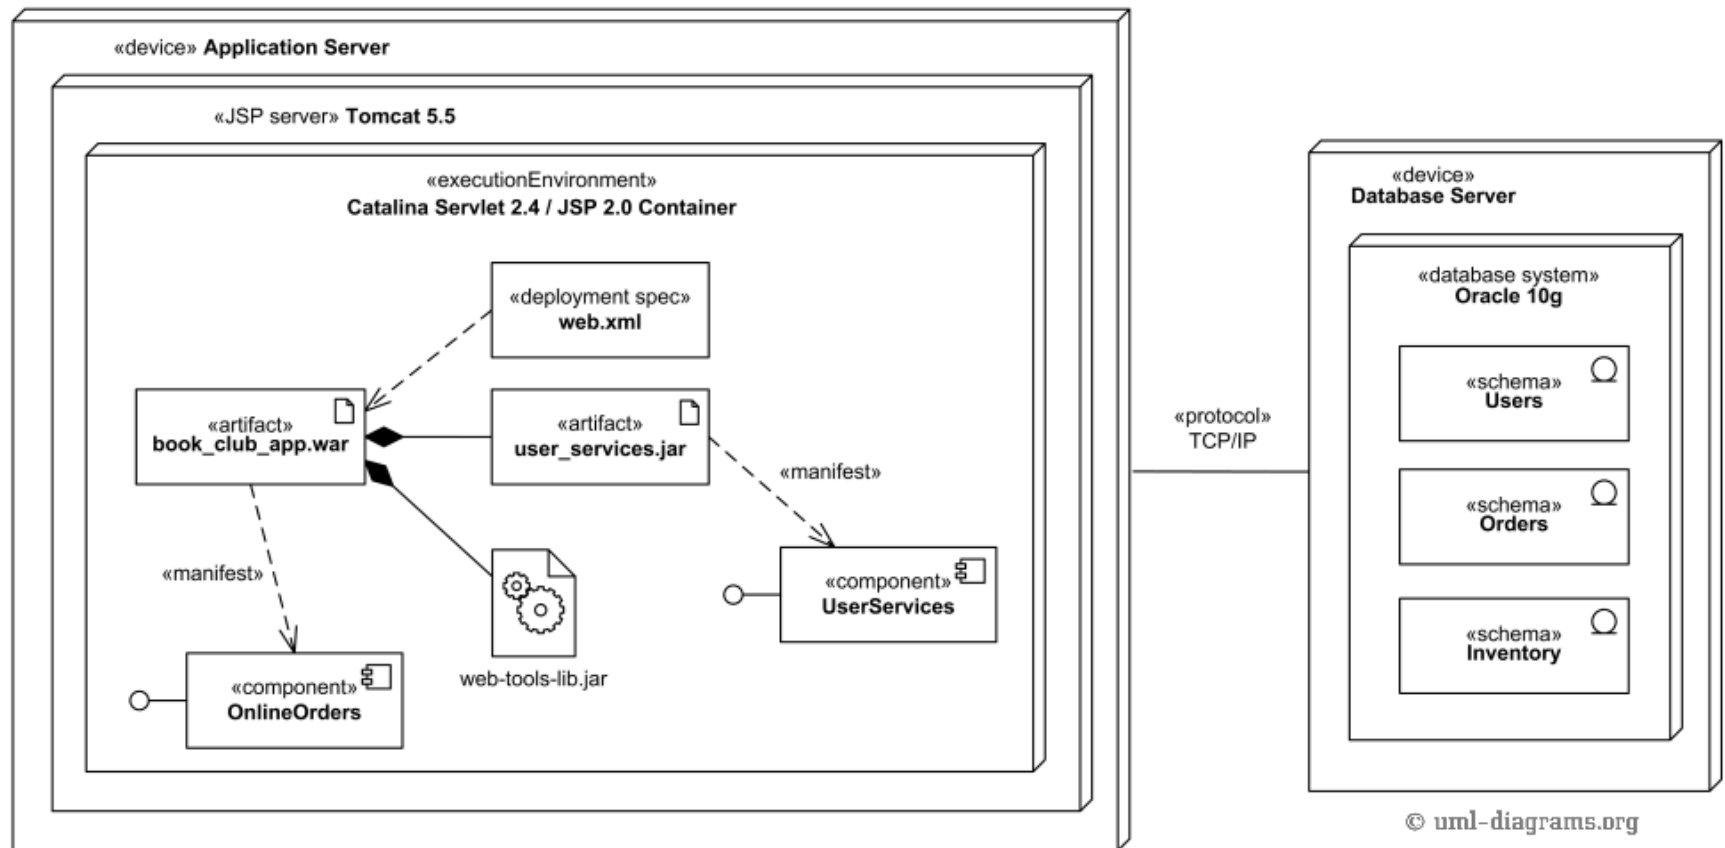 «device» Application Server
«JSP server» Tomcat 5.5
«executionEnvironment»
Catalina Servlet 2.4 / JSP 2.0 Container
«deployment spec»
web.xml
«artifact»
book_club_app.war
«artifact»
user_services.jar
«manifest»
«manifest»
«component»
UserServices
web-tools-lib.jar
«component»
OnlineOrders
«protocol»
TCP/IP
«device»
Database Server
«database system»
Oracle 10g
«schema»
Users
«schema»
Orders
«schema»
Inventory
© uml-diagrams.org